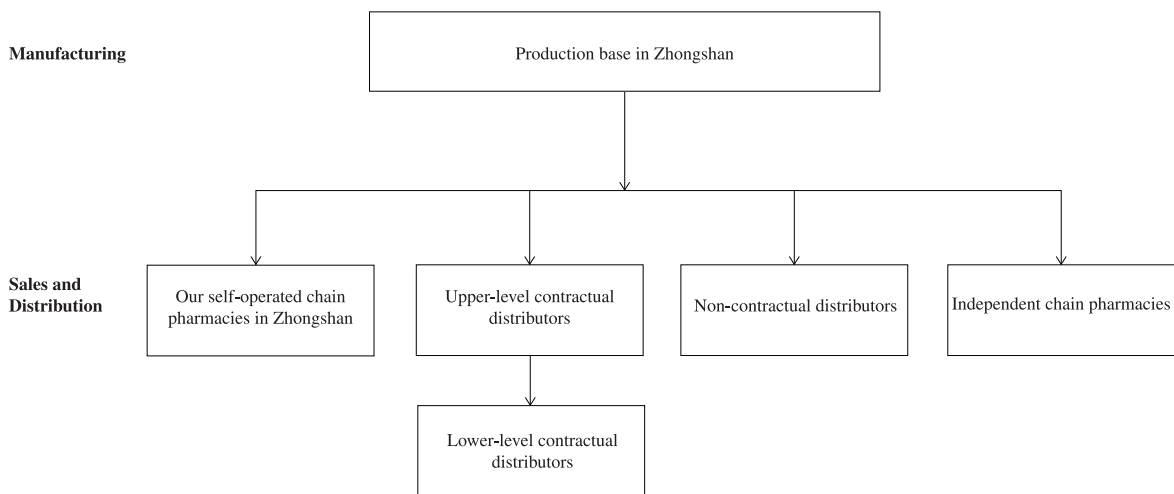 Manufacturing
Production base in Zhongshan
Sales and
Distribution
Our self-operated chain
pharmacies in Zhongshan
Upper-level contractual
distributors
Non-contractual distributors
Independent chain pharmacies
Lower-level contractual
distributors